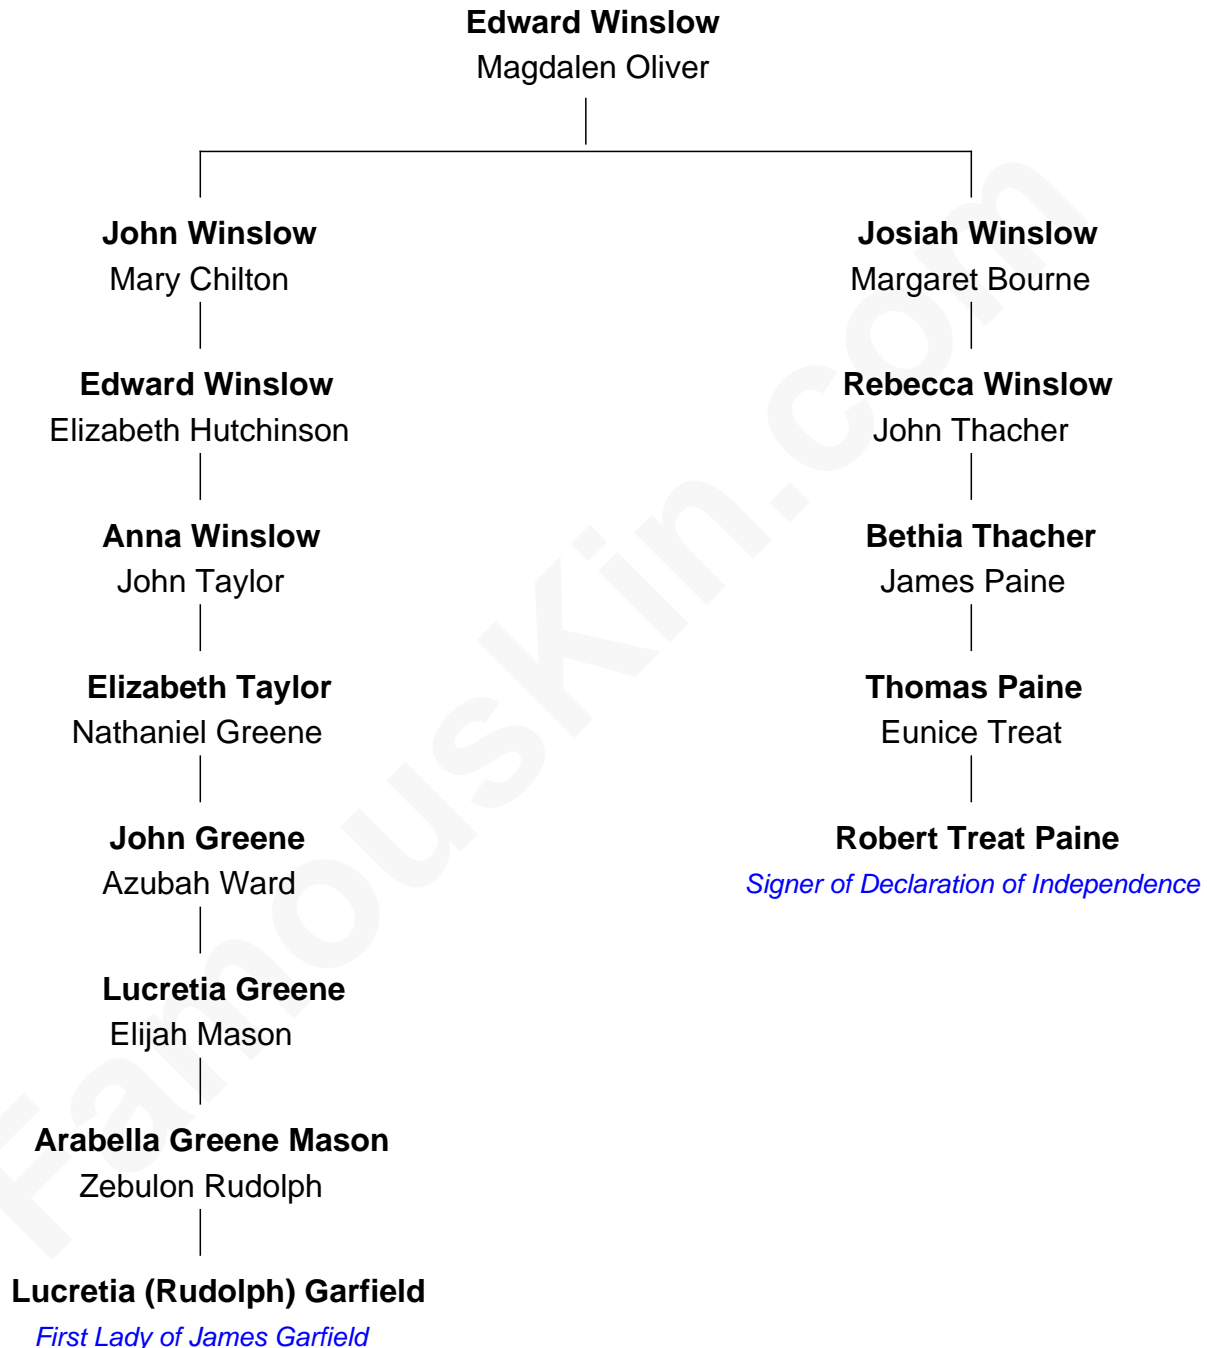 Edward Winslow
Magdalen Oliver
John Winslow
Mary Chilton
Edward Winslow
Elizabeth Hutchinson
Anna Winslow
John Taylor
Elizabeth Taylor
Nathaniel Greene
John Greene
Azubah Ward
Lucretia Greene
Elijah Mason
Arabella Greene Mason
Zebulon Rudolph
Lucretia (Rudolph) Garfield
First Lady of James Garfield
Josiah Winslow
Margaret Bourne
Rebecca Winslow
John Thacher
Bethia Thacher
James Paine
Thomas Paine
Eunice Treat
Robert Treat Paine
Signer of Declaration of Independence
FamousKin.com